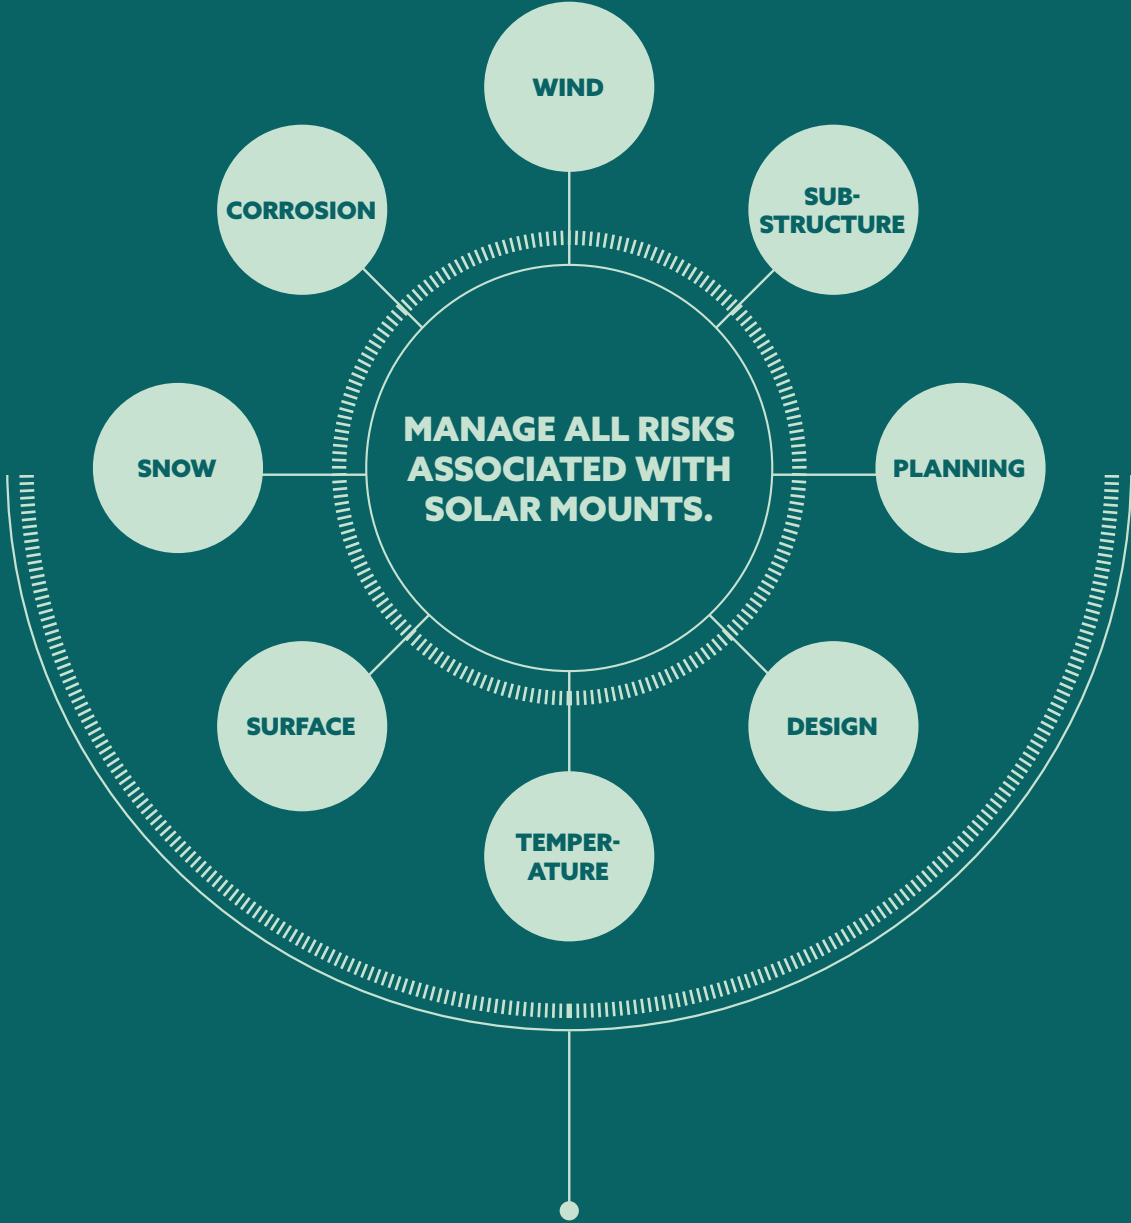 WIND
CORROSION
SUB-
STRUCTURE
MANAGE ALL RISKS
ASSOCIATED WITH
SOLAR MOUNTS.
SNOW
PLANNING
SURFACE
DESIGN
TEMPER-
ATURE